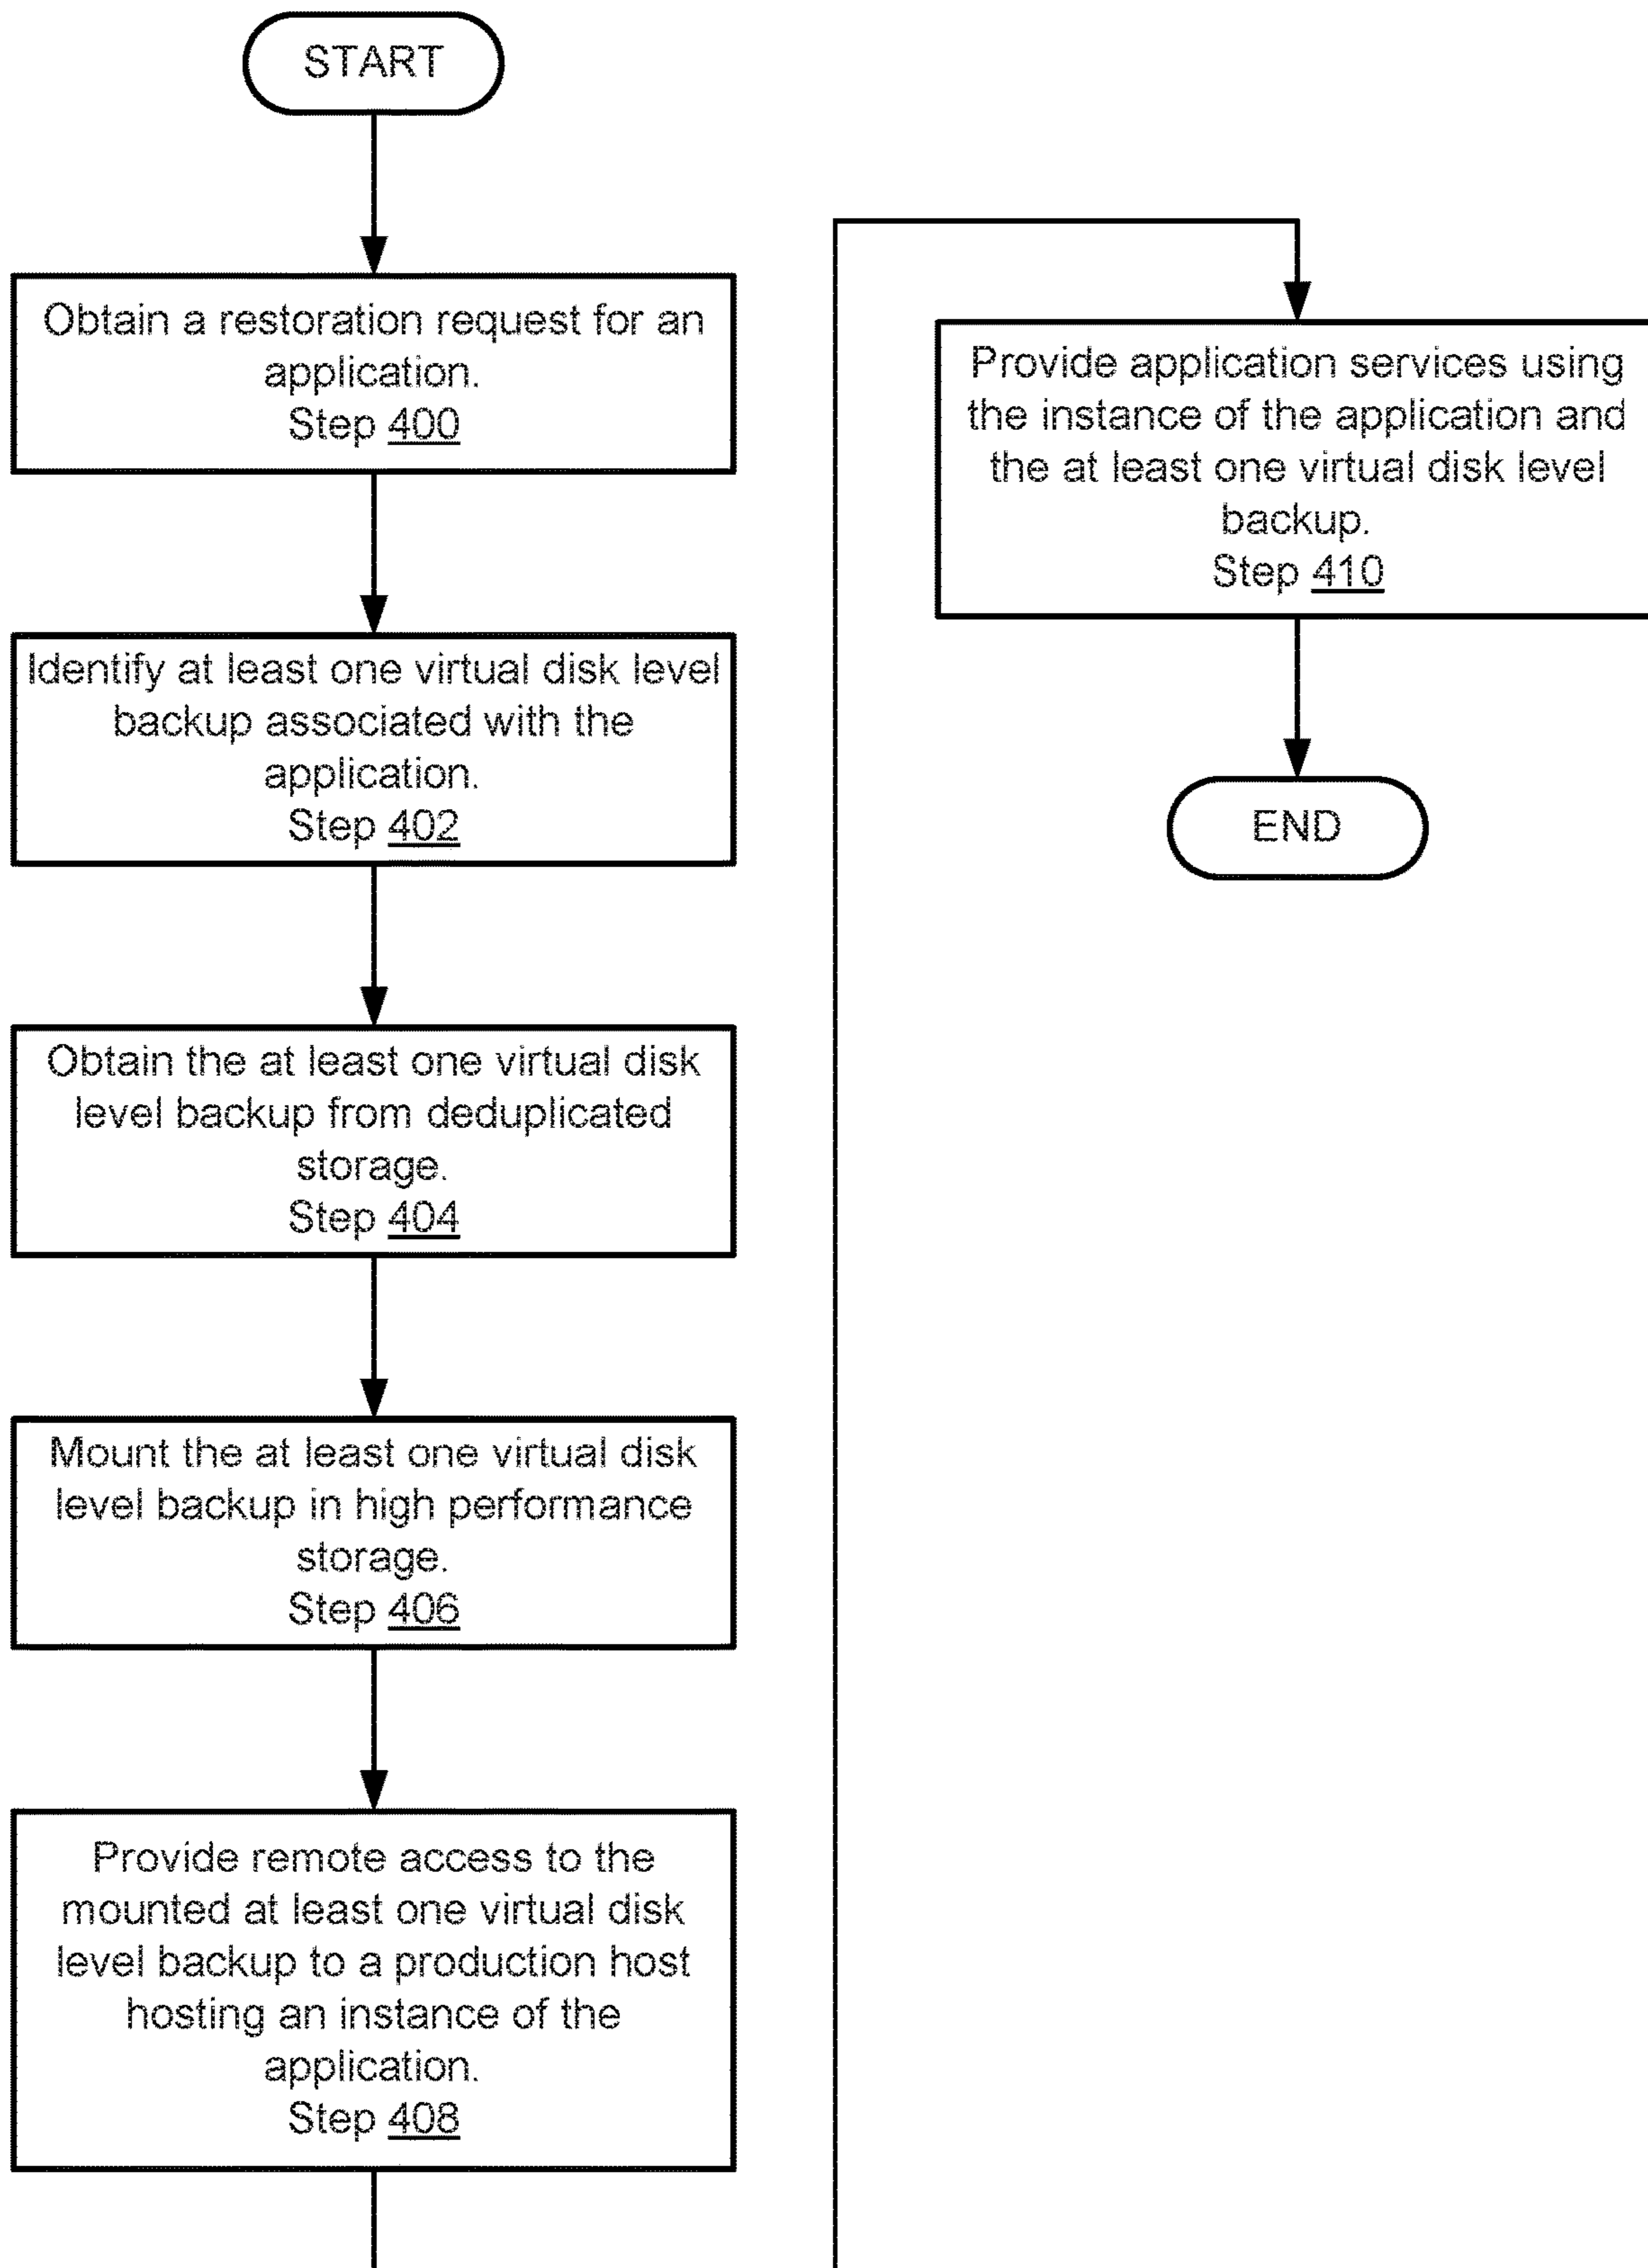 START
Obtain a restoration request for an
application.
Step 400
Identify at least one virtual disk level
backup associated with the
application.
Step 402
Obtain the at least one virtual disk
level backup from deduplicated
storage.
Step 404
Mount the at least one virtual disk
level backup in high performance
storage.
Step 406
Provide remote access to the
mounted at least one virtual disk
level backup to a production host
hosting an instance of the
application.
Step 408
Provide application services using
the instance of the application and
the at least one virtual disk level
backup.
Step 410
END